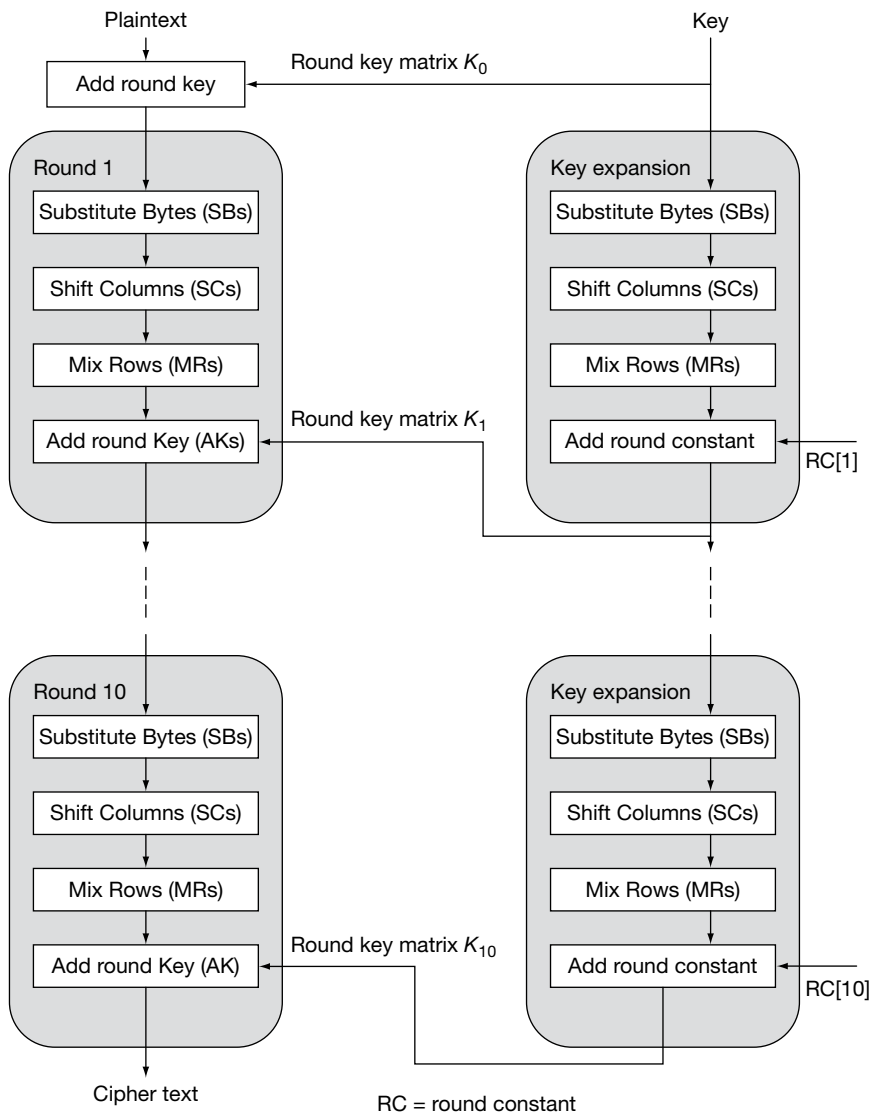 Plaintext
Key
Round key matrix K0
Add round key
Round 1
Substitute Bytes (SBs)
Shift Columns (SCs)
Mix Rows (MRs)
Add round Key (AKs)
Key expansion
Substitute Bytes (SBs)
Shift Columns (SCs)
Mix Rows (MRs)
Add round constant
Round key matrix K1
RC[1]
Round 10
Substitute Bytes (SBs)
Shift Columns (SCs)
Mix Rows (MRs)
Add round Key (AK)
Key expansion
Substitute Bytes (SBs)
Shift Columns (SCs)
Mix Rows (MRs)
Add round constant
Round key matrix K10
RC[10]
Cipher text
RC = round constant